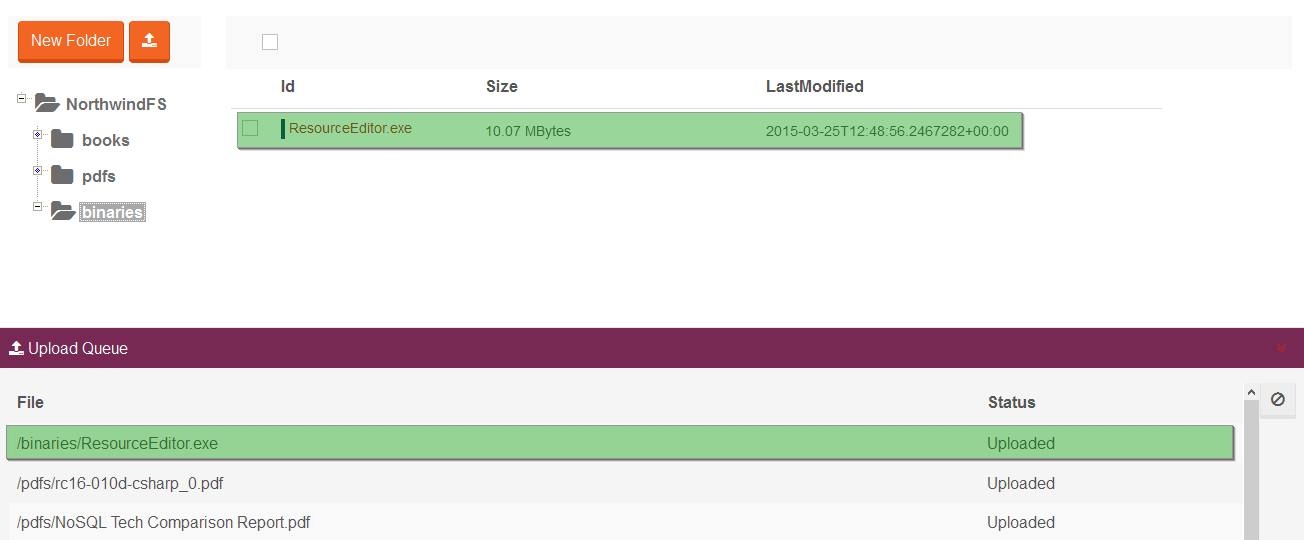 New Folder
Id Size LastModified
NorthwindFS
ResourceEditor.exe 10.07 MBytes 2015-03-25T12:48:56.2467282+00:00
books
pdfs
binaries
Upload Queue
File Status
/binaries/ResourceEditor.exe Uploaded
/pdfs/rc16-010d-csharp_0.pdf Uploaded
/pdfs/NoSQL Tech Comparison Report.pdf Uploaded